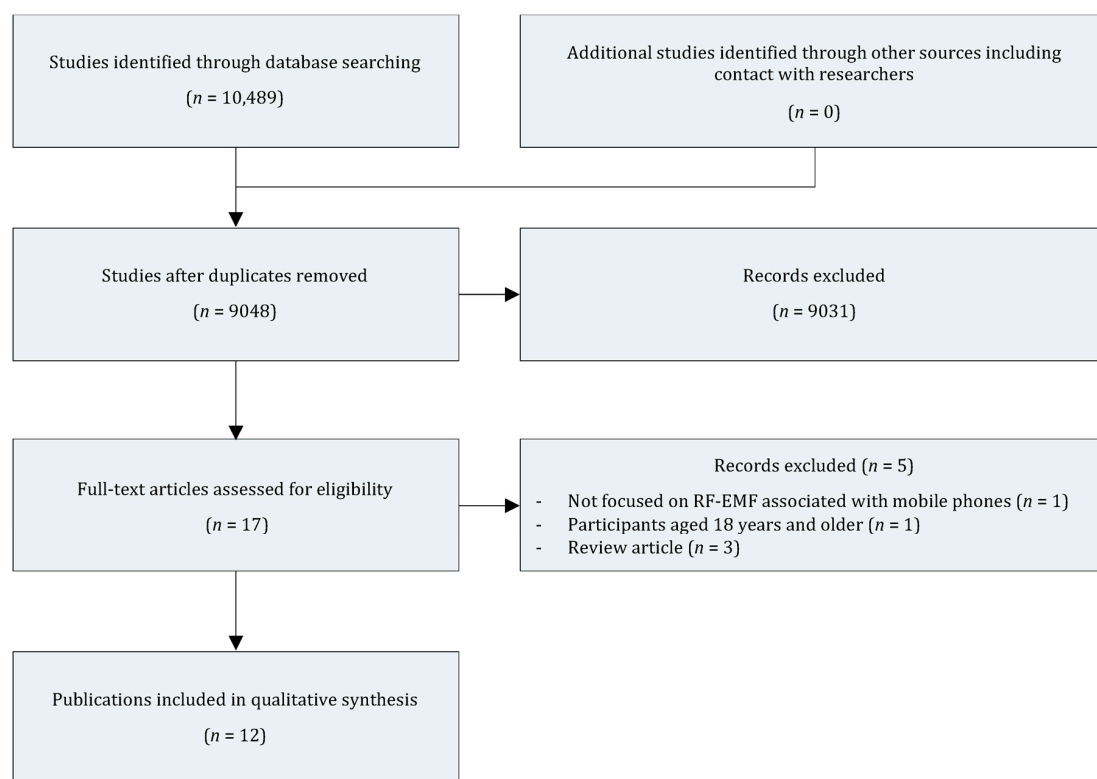 Studies identified through database searching
(n = 10,489)
Additional studies identified through other sources including
contact with researchers
(n = 0)
Studies after duplicates removed
(n = 9048)
Records excluded
(n = 9031)
Full-text articles assessed for eligibility
(n = 17)
Records excluded (n = 5)
- Not focused on RF-EMF associated with mobile phones (n = 1)
- Participants aged 18 years and older (n = 1)
- Review article (n = 3)
Publications included in qualitative synthesis
(n = 12)